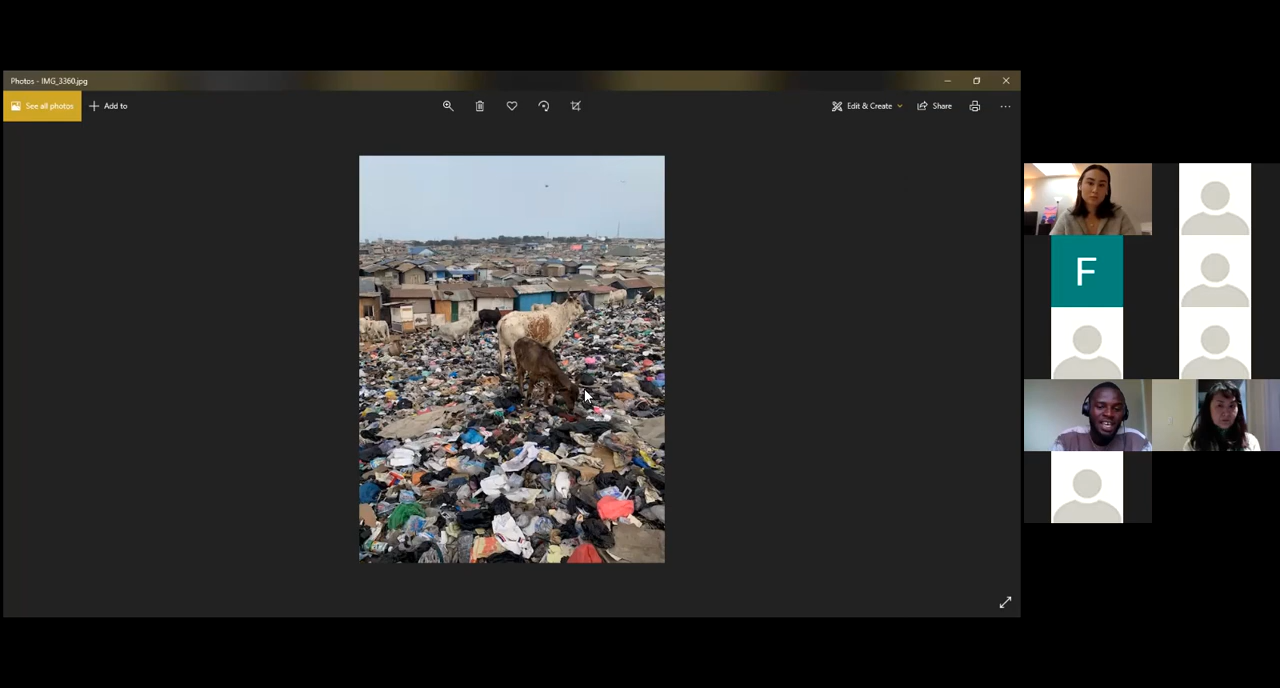 Photos - IMG_3360.jpg
See all photos
Add to
Edit & Create
Share
F